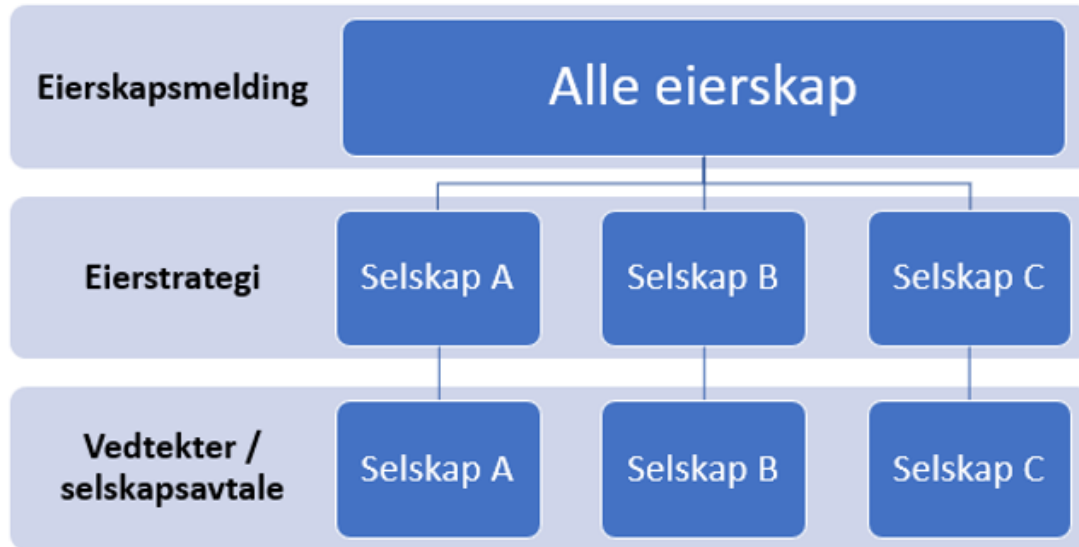 Eierskapsmelding
Alle eierskap
Eierstrategi
Selskap A
Selskap B
Selskap C
Vedtekter /
selskapsavtale
Selskap A
Selskap B
Selskap C